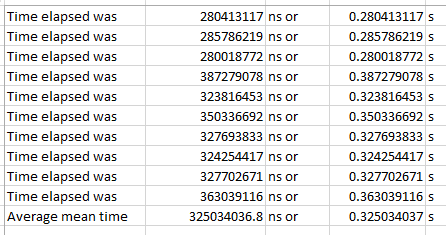 Time elapsed was 280413117 ns or 0.280413117 s
Time elapsed was 285786219 ns or 0.285786219 s
Time elapsed was 280018772 ns or 0.280018772 s
Time elapsed was 387279078 ns or 0.387279078 s
Time elapsed was 323816453 ns or 0.323816453 s
Time elapsed was 350336692 ns or 0.350336692 s
Time elapsed was 327693833 ns or 0.327693833 s
Time elapsed was 324254417 ns or 0.324254417 s
Time elapsed was 327702671 ns or 0.327702671 s
Time elapsed was 363039116 ns or 0.363039116 s
Average mean time 325034036.8 ns or 0.325034037 s